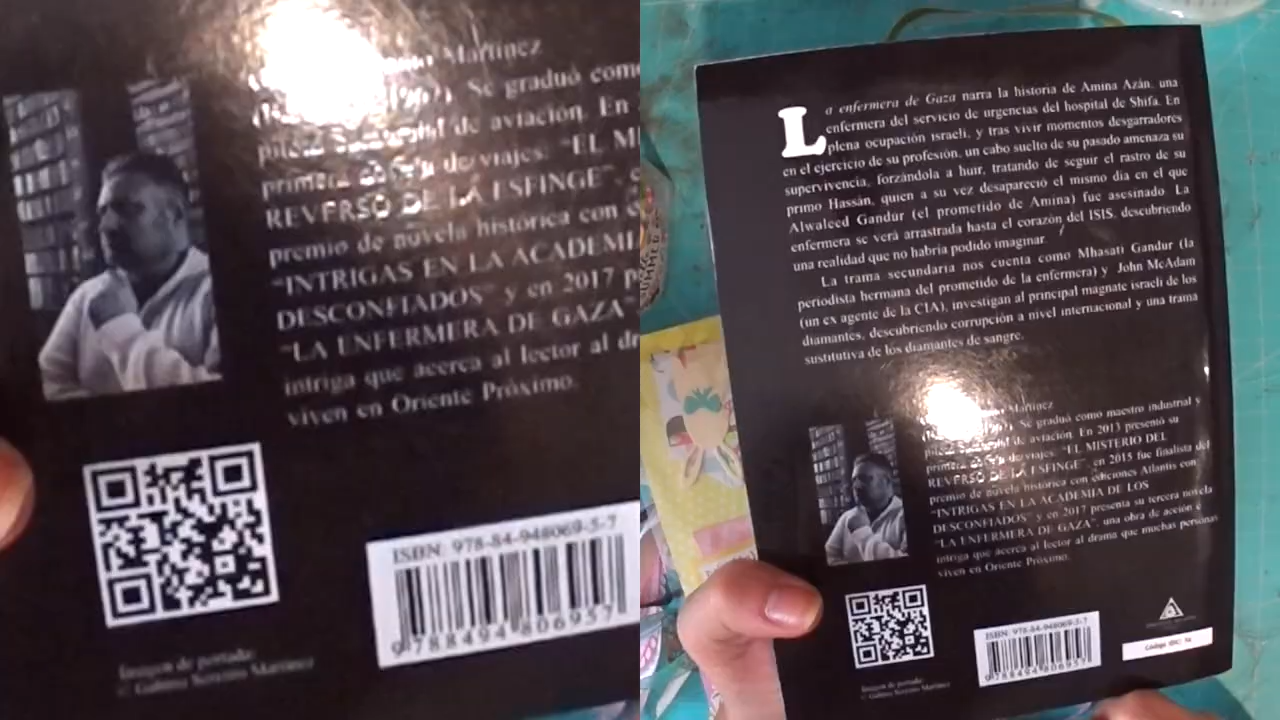 Martínez
Se graduó como
de aviación. En
primera de viajes: "EL MI
REVERSO DE LA ESFINGE", e
premio de novela histórica con e
"INTRIGAS EN LA ACADEMI
DESCONFIADOS" y en 2017 p
"LA ENFERMERA DE GAZA"
intriga que acerca al lector al dr
viven en Oriente Próximo.
ISBN: 978-84-948069-5-7
9 788494 806957
Imagen de portada:
La enfermera de Gaza narra la historia de Amina Azán, una
enfermera del servicio de urgencias del hospital de Shifa. En
plena ocupación israelí, y tras vivir momentos desgarradores
en el ejercicio de su profesión, un cabo suelto de su pasado amenaza su
supervivencia, forzándola a huir, tratando de seguir el rastro de su
primo Hassán, quien a su vez desapareció el mismo día en el que
Alwaleed Gandur (el prometido de Amina) fue asesinado. La
enfermera se verá arrastrada hasta el corazón del ISIS, descubriendo
una realidad que no habría podido imaginar.
La trama secundaria nos cuenta como Mhasati Gandur (la
periodista hermana del prometido de la enfermera) y John McAdam
(un ex agente de la CIA), investigan al principal magnate israelí de los
diamantes, descubriendo corrupción a nivel internacional y una trama
sustitutiva de los diamantes de sangre.
Martínez
Se graduó como maestro industrial y
de aviación. En 2013 presentó su
primera de viajes: "EL MISTERIO DEL
REVERSO DE LA ESFINGE", en 2015 fue finalista del
premio de novela histórica con ediciones Atlantis con
"INTRIGAS EN LA ACADEMIA DE LOS
DESCONFIADOS" y en 2017 presenta su tercera novela
"LA ENFERMERA DE GAZA", una obra de acción e
intriga que acerca al lector al drama que muchas personas
viven en Oriente Próximo.
ISBN: 978-84-948069-5-7
9 788494 806957
Imagen de portada:
SUMMER